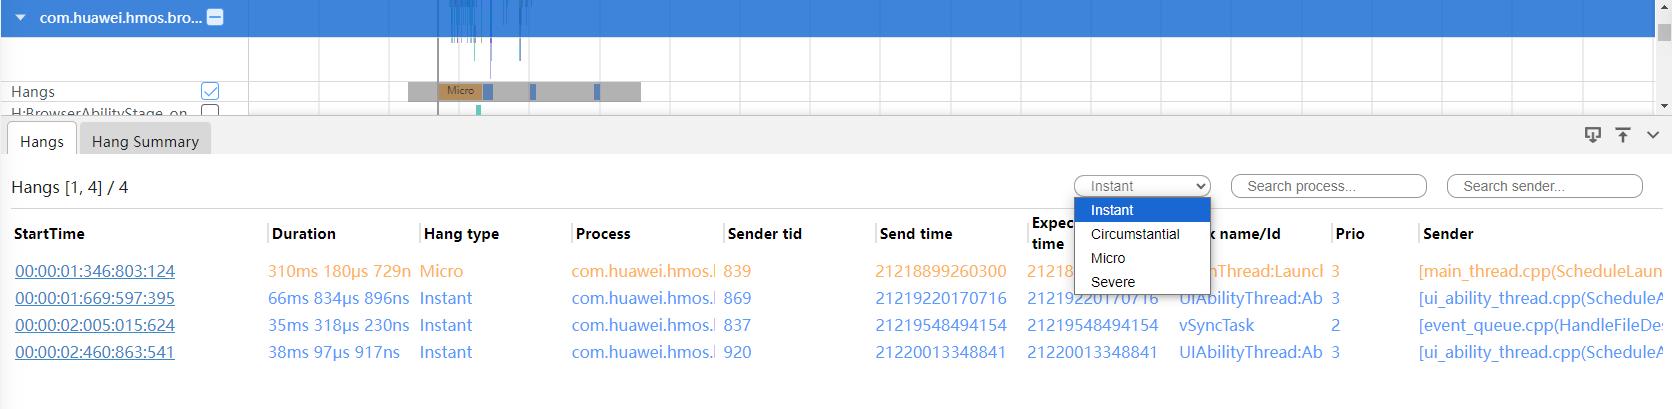 com.huawei.hmos.bro...
Hangs
Micro
H:BrowserAbilityStage on
Hangs
Hang Summary
Hangs [1, 4] / 4
Instant
Search process...
Search sender...
Instant
Circumstantial
Micro
Severe
StartTime Duration Hang type Process Sender tid Send time Expec time k name/Id Prio Sender
00:00:01:346:803:124 310ms 180μs 729n Micro com.huawei.hmos.l 839 21218899260300 21218 nThread:Launcl 3 [main_thread.cpp(ScheduleLaun
00:00:01:669:597:395 66ms 834μs 896ns Instant com.huawei.hmos.l 869 21219220170716 21219220170716 UIAbilityThread:Ab 3 [ui_ability_thread.cpp(ScheduleA
00:00:02:005:015:624 35ms 318μs 230ns Instant com.huawei.hmos.l 837 21219548494154 21219548494154 vSyncTask 2 [event_queue.cpp(HandleFileDes
00:00:02:460:863:541 38ms 97μs 917ns Instant com.huawei.hmos.l 920 21220013348841 21220013348841 UIAbilityThread:Ab 3 [ui_ability_thread.cpp(ScheduleA